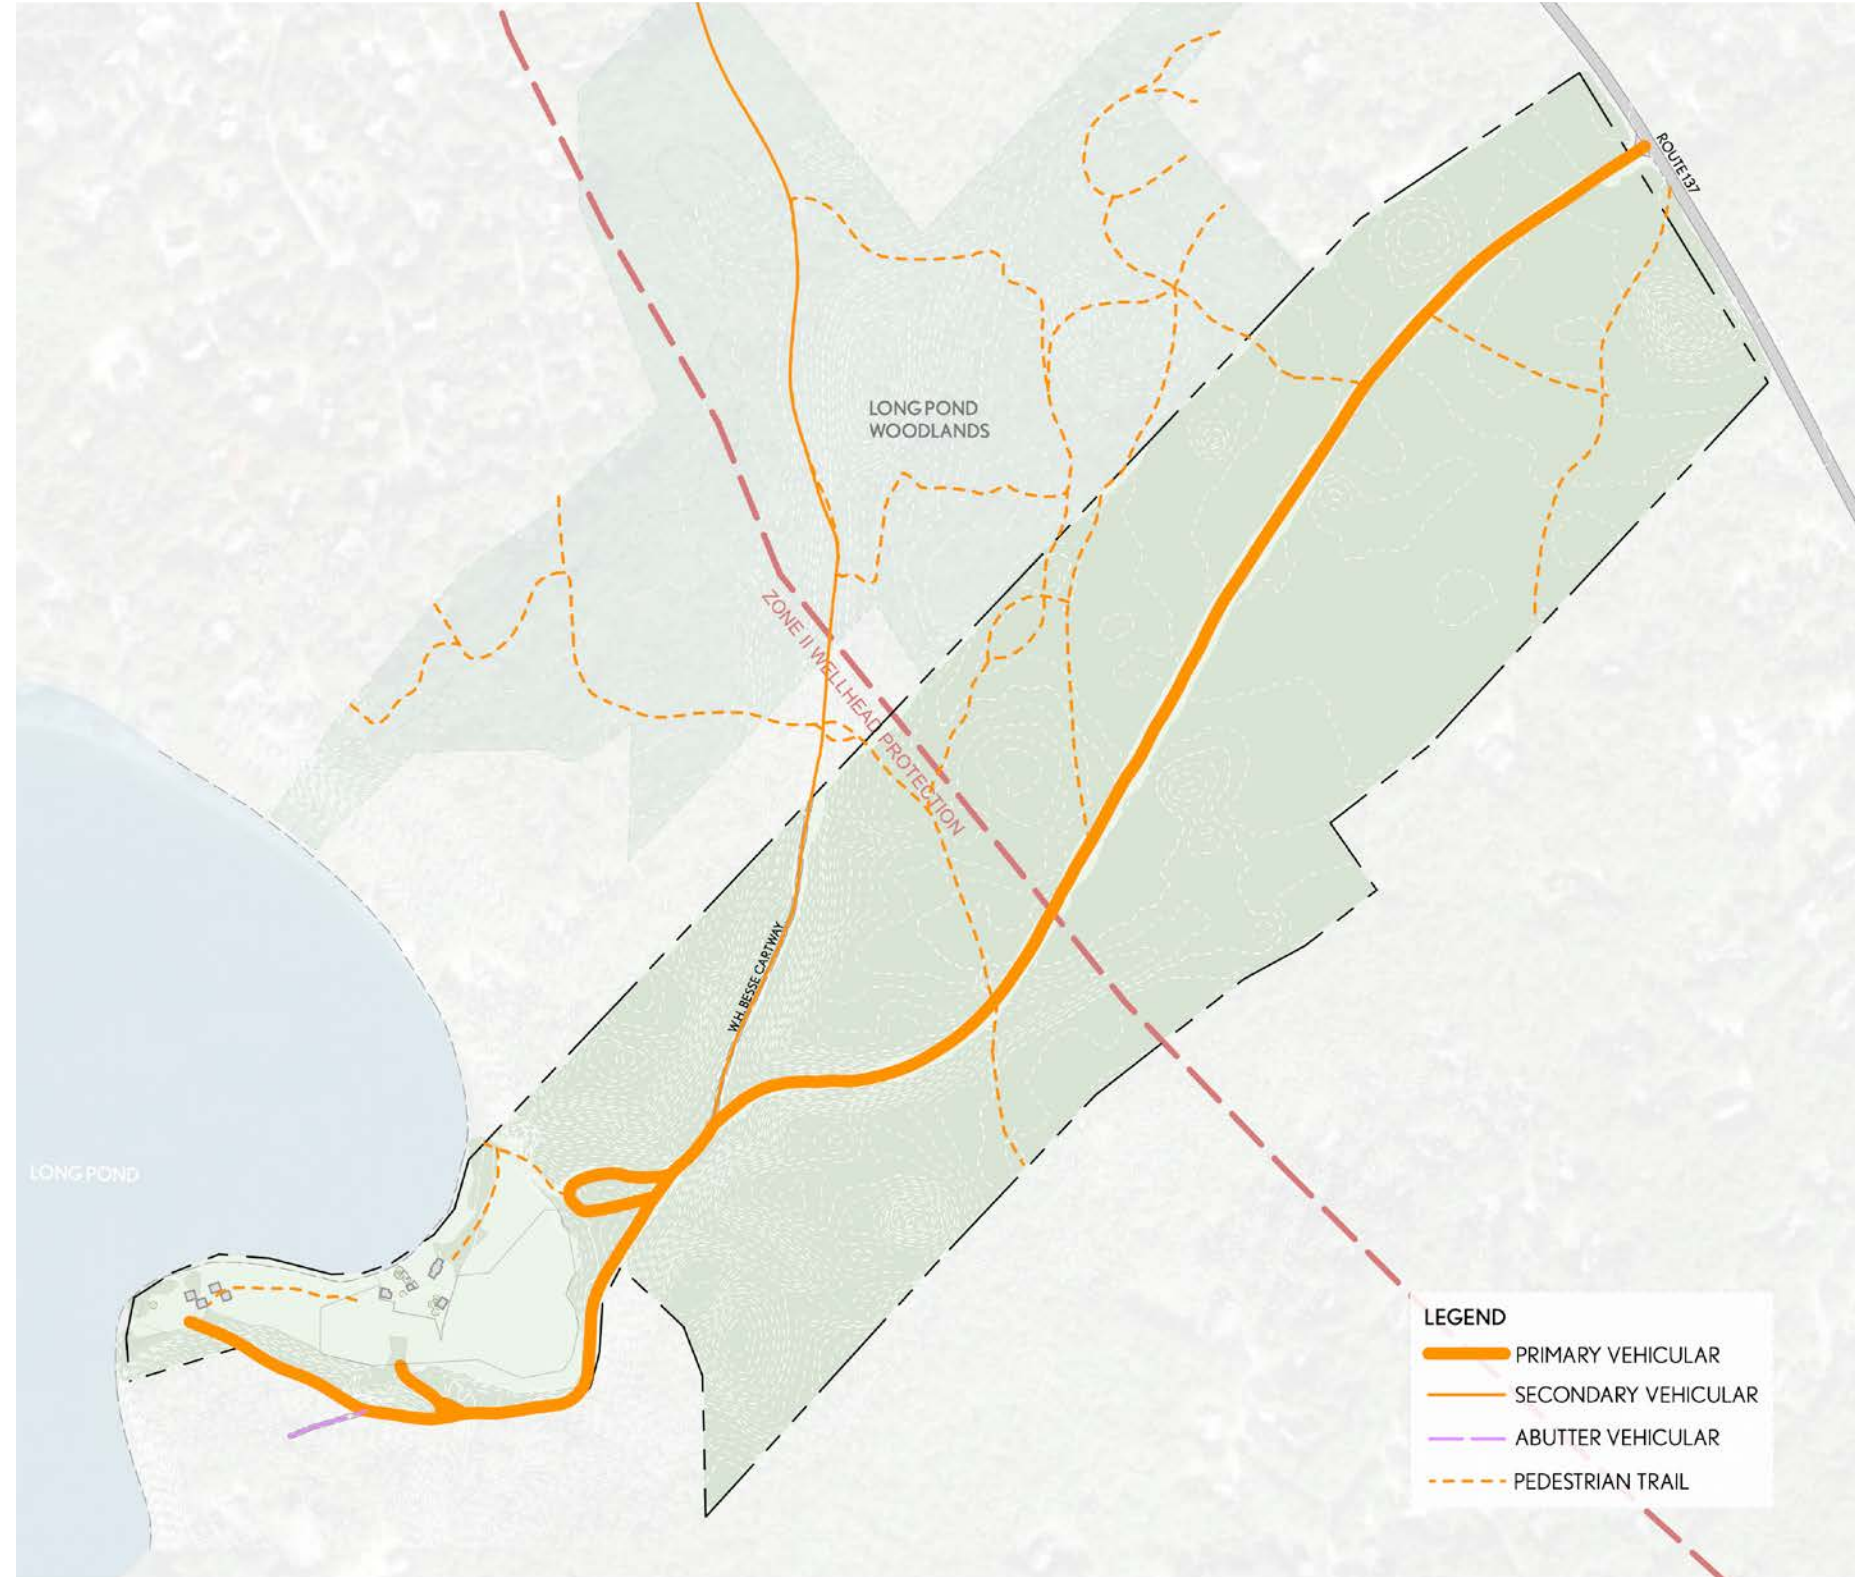 ROUTE 137
LONG POND
WOODLANDS
ZONE II WELLHEAD PROTECTION
W.H. BESSE CARTWAY
LONG POND
LEGEND
PRIMARY VEHICULAR
SECONDARY VEHICULAR
ABUTTER VEHICULAR
PEDESTRIAN TRAIL